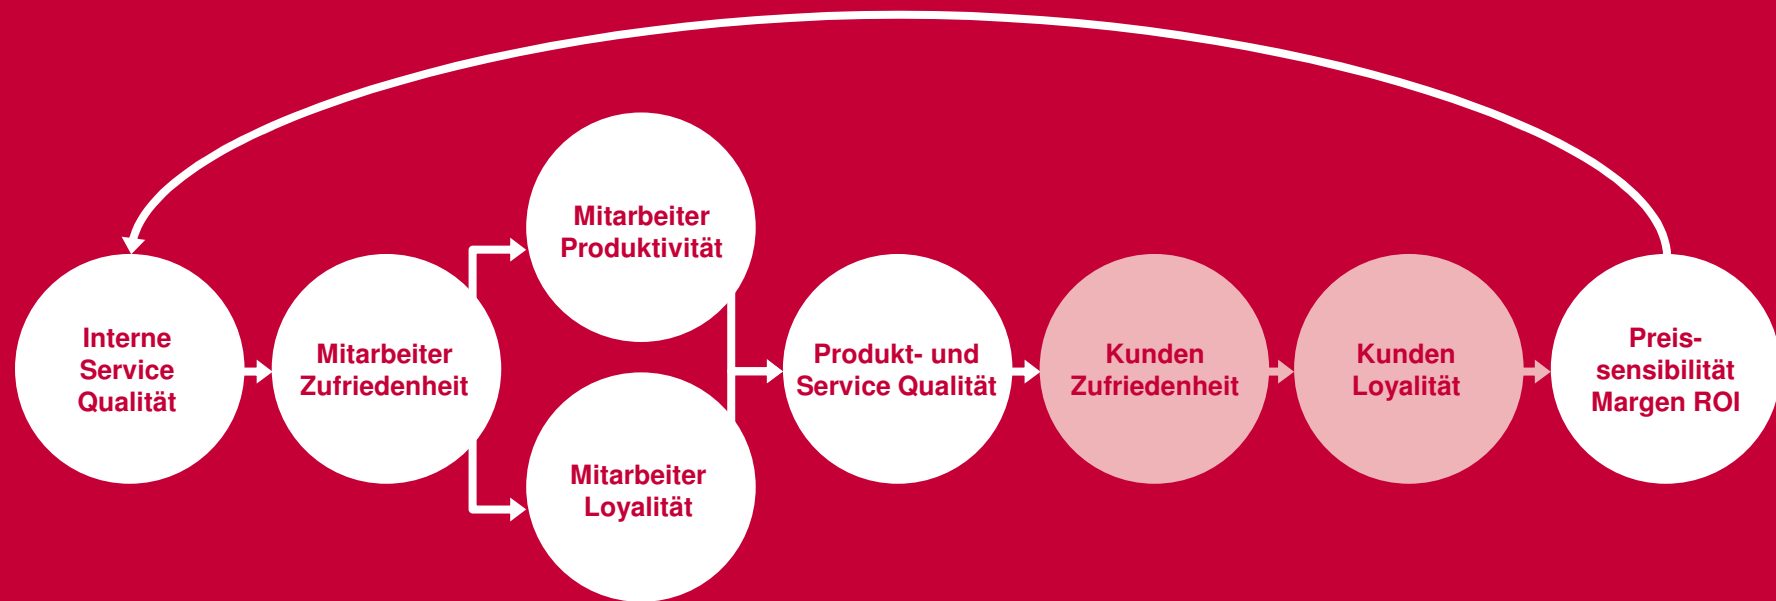 Interne
Service
Qualität
Mitarbeiter
Zufriedenheit
Mitarbeiter
Produktivität
Mitarbeiter
Loyalität
Produkt- und
Service Qualität
Kunden
Zufriedenheit
Kunden
Loyalität
Preis-
sensibilität
Margen ROI